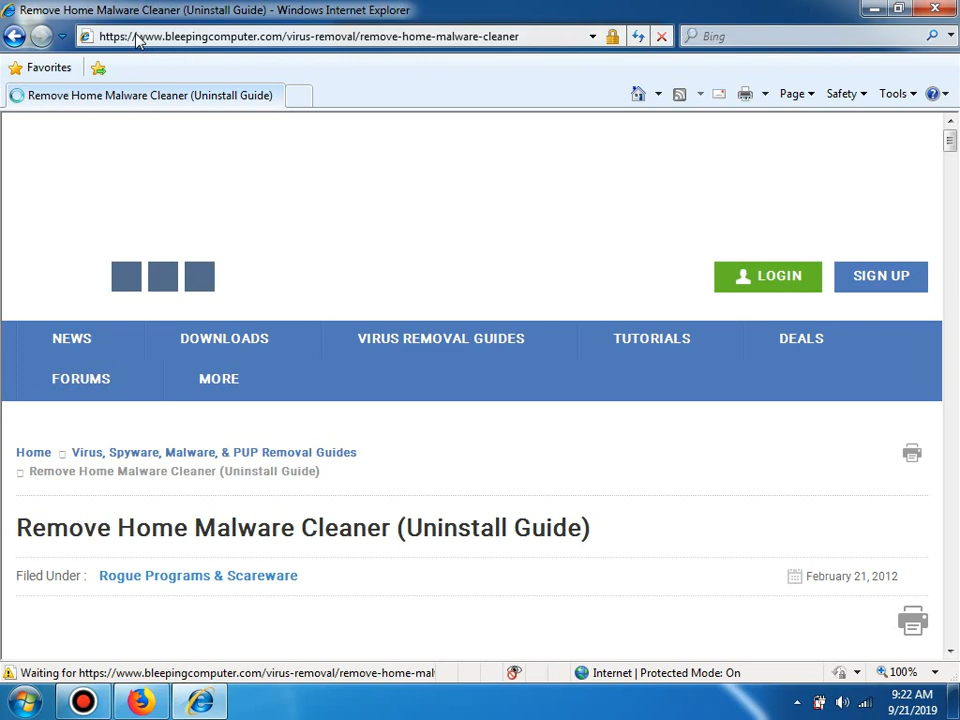 Remove Home Malware Cleaner (Uninstall Guide) - Windows Internet Explorer
https://www.bleepingcomputer.com/virus-removal/remove-home-malware-cleaner
Bing
Favorites
Remove Home Malware Cleaner (Uninstall Guide)
Page Safety Tools
LOGIN SIGN UP
NEWS DOWNLOADS VIRUS REMOVAL GUIDES TUTORIALS DEALS
FORUMS MORE
Home Virus, Spyware, Malware, & PUP Removal Guides
Remove Home Malware Cleaner (Uninstall Guide)
Remove Home Malware Cleaner (Uninstall Guide)
Filed Under : Rogue Programs & Scareware February 21, 2012
Waiting for https://www.bleepingcomputer.com/virus-removal/remove-home-mal Internet | Protected Mode: On 100%
9:22 AM
9/21/2019